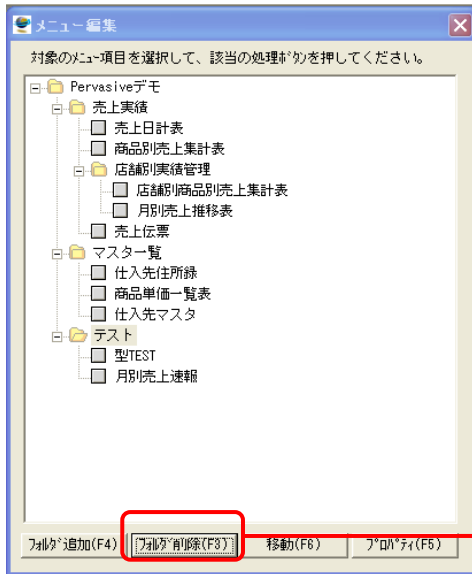 メニュー編集
対象のﾒﾆｭｰ項目を選択して、該当の処理ﾎﾞﾀﾝを押してください。
Pervasiveデモ
売上実績
売上日計表
商品別売上集計表
店舗別実績管理
店舗別商品別売上集計表
月別売上推移表
売上伝票
マスタ一覧
仕入先住所録
商品単価一覧表
仕入先マスタ
テスト
型TEST
月別売上速報
ﾌｫﾙﾀﾞ追加(F4) ﾌｫﾙﾀﾞ削除(F3) 移動(F6) ﾌﾟﾛﾊﾟﾃｨ(F5)